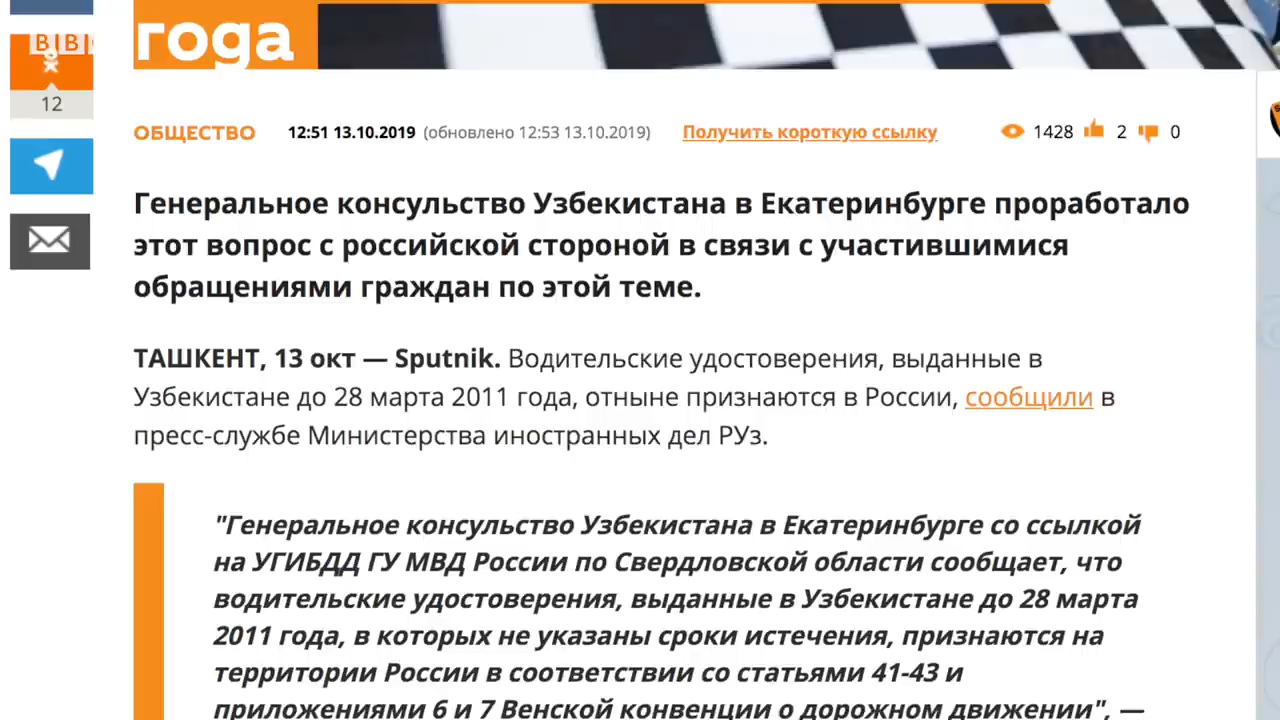 года
BBC
12
ОБЩЕСТВО 12:51 13.10.2019 (обновлено 12:53 13.10.2019) Получить короткую ссылку 1428 2 0
Генеральное консульство Узбекистана в Екатеринбурге проработало
этот вопрос с российской стороной в связи с участившимися
обращениями граждан по этой теме.
ТАШКЕНТ, 13 окт — Sputnik. Водительские удостоверения, выданные в
Узбекистане до 28 марта 2011 года, отныне признаются в России, сообщили в
пресс-службе Министерства иностранных дел РУз.
"Генеральное консульство Узбекистана в Екатеринбурге со ссылкой
на УГИБДД ГУ МВД России по Свердловской области сообщает, что
водительские удостоверения, выданные в Узбекистане до 28 марта
2011 года, в которых не указаны сроки истечения, признаются на
территории России в соответствии со статьями 41-43 и
приложениями 6 и 7 Венской конвенции о дорожном движении", —